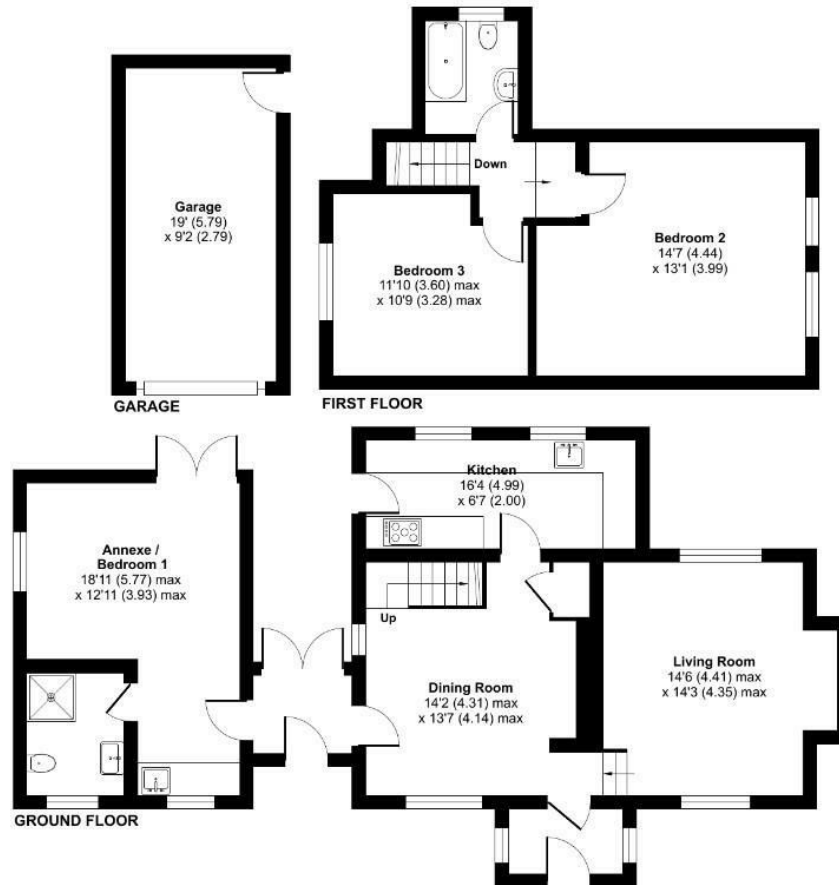 Garage
19' (5.79)
x 9'2 (2.79)
GARAGE
Down
Bedroom 2
14'7 (4.44)
x 13'1 (3.99)
Bedroom 3
11'10 (3.60) max
x 10'9 (3.28) max
FIRST FLOOR
Kitchen
16'4 (4.99)
x 6'7 (2.00)
Annexe /
Bedroom 1
18'11 (5.77) max
x 12'11 (3.93) max
Up
Dining Room
14'2 (4.31) max
x 13'7 (4.14) max
Living Room
14'6 (4.41) max
x 14'3 (4.35) max
GROUND FLOOR